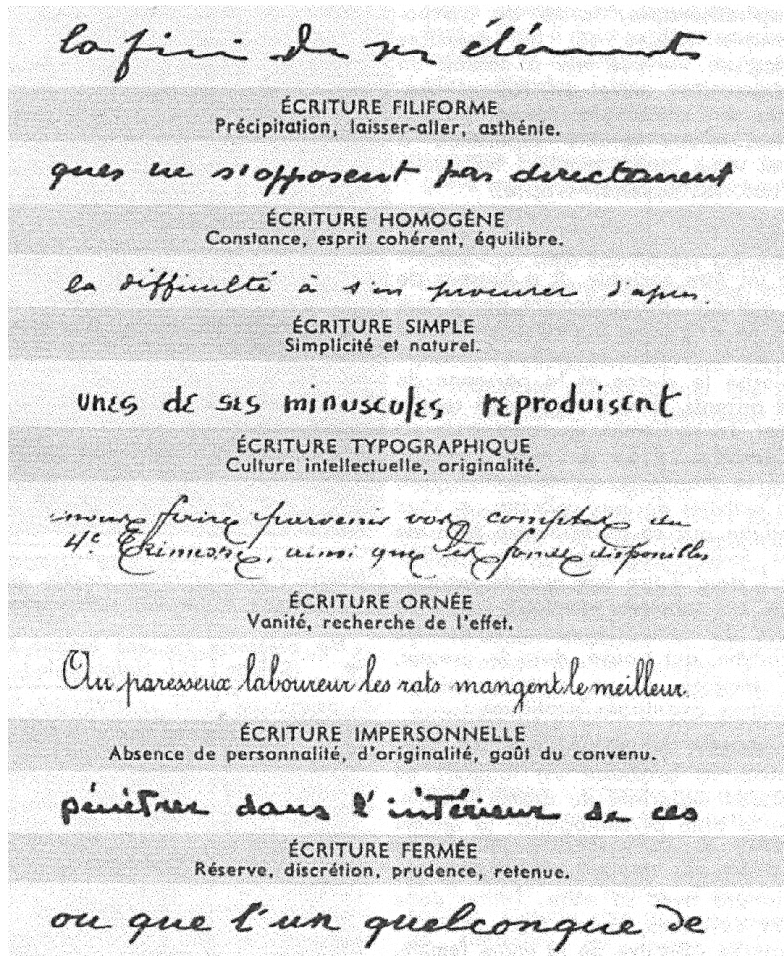 la fini de ses éléments
ÉCRITURE FILIFORME
Précipitation, laisser-aller, asthénie.
ques ne s'opposent pas directement
ÉCRITURE HOMOGÈNE
Constance, esprit cohérent, équilibre.
la difficulté à s'en procurer d'apres.
ÉCRITURE SIMPLE
Simplicité et naturel.
unes de ses minuscules reproduisent
ÉCRITURE TYPOGRAPHIQUE
Culture intellectuelle, originalité.
nous faire parvenir vos comptes du
4e Trimestre, ainsi que les fonds disponibles
ÉCRITURE ORNÉE
Vanité, recherche de l'effet.
Au paresseux laboureur les rats mangent le meilleur.
ÉCRITURE IMPERSONNELLE
Absence de personnalité, d'originalité, goût du convenu.
pénétrer dans l'intérieur de ces
ÉCRITURE FERMÉE
Réserve, discrétion, prudence, retenue.
ou que l'un quelconque de